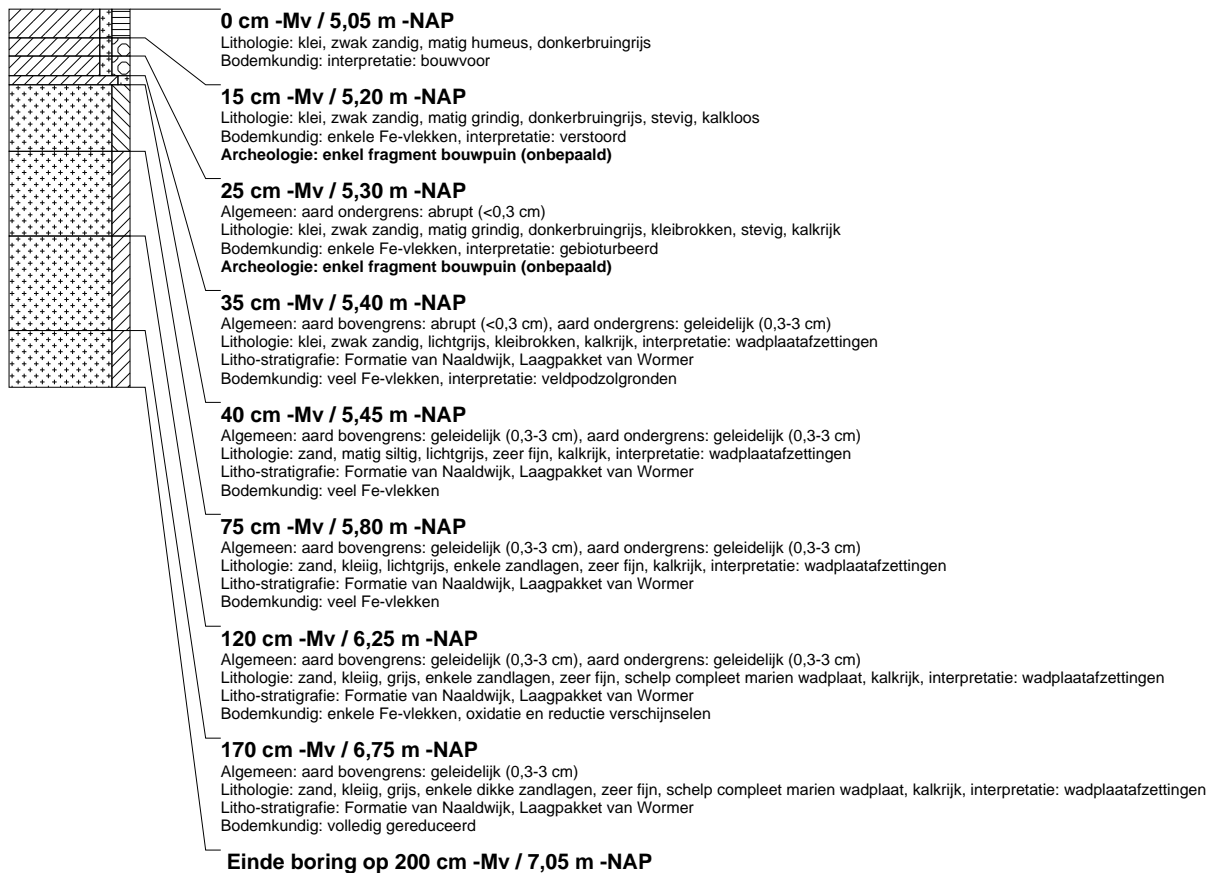 0 cm -Mv / 5,05 m -NAP
Lithologie: klei, zwak zandig, matig humeus, donkerbruingrijs
Bodemkundig: interpretatie: bouwvoor
15 cm -Mv / 5,20 m -NAP
Lithologie: klei, zwak zandig, matig grindig, donkerbruingrijs, stevig, kalkloos
Bodemkundig: enkele Fe-vlekken, interpretatie: verstoord
Archeologie: enkel fragment bouwpuin (onbepaald)
25 cm -Mv / 5,30 m -NAP
Algemeen: aard ondergrens: abrupt (<0,3 cm)
Lithologie: klei, zwak zandig, matig grindig, donkerbruingrijs, kleibrokken, stevig, kalkrijk
Bodemkundig: enkele Fe-vlekken, interpretatie: gebioturbeerd
Archeologie: enkel fragment bouwpuin (onbepaald)
35 cm -Mv / 5,40 m -NAP
Algemeen: aard bovengrens: abrupt (<0,3 cm), aard ondergrens: geleidelijk (0,3-3 cm)
Lithologie: klei, zwak zandig, lichtgrijs, kleibrokken, kalkrijk, interpretatie: wadplaatafzettingen
Litho-stratigrafie: Formatie van Naaldwijk, Laagpakket van Wormer
Bodemkundig: veel Fe-vlekken, interpretatie: veldpodzolgronden
40 cm -Mv / 5,45 m -NAP
Algemeen: aard bovengrens: geleidelijk (0,3-3 cm), aard ondergrens: geleidelijk (0,3-3 cm)
Lithologie: zand, matig siltig, lichtgrijs, zeer fijn, kalkrijk, interpretatie: wadplaatafzettingen
Litho-stratigrafie: Formatie van Naaldwijk, Laagpakket van Wormer
Bodemkundig: veel Fe-vlekken
75 cm -Mv / 5,80 m -NAP
Algemeen: aard bovengrens: geleidelijk (0,3-3 cm), aard ondergrens: geleidelijk (0,3-3 cm)
Lithologie: zand, kleiig, lichtgrijs, enkele zandlagen, zeer fijn, kalkrijk, interpretatie: wadplaatafzettingen
Litho-stratigrafie: Formatie van Naaldwijk, Laagpakket van Wormer
Bodemkundig: veel Fe-vlekken
120 cm -Mv / 6,25 m -NAP
Algemeen: aard bovengrens: geleidelijk (0,3-3 cm), aard ondergrens: geleidelijk (0,3-3 cm)
Lithologie: zand, kleiig, grijs, enkele zandlagen, zeer fijn, schelp compleet marien wadplaat, kalkrijk, interpretatie: wadplaatafzettingen
Litho-stratigrafie: Formatie van Naaldwijk, Laagpakket van Wormer
Bodemkundig: enkele Fe-vlekken, oxidatie en reductie verschijnselen
170 cm -Mv / 6,75 m -NAP
Algemeen: aard bovengrens: geleidelijk (0,3-3 cm)
Lithologie: zand, kleiig, grijs, enkele dikke zandlagen, zeer fijn, schelp compleet marien wadplaat, kalkrijk, interpretatie: wadplaatafzettingen
Litho-stratigrafie: Formatie van Naaldwijk, Laagpakket van Wormer
Bodemkundig: volledig gereduceerd
Einde boring op 200 cm -Mv / 7,05 m -NAP